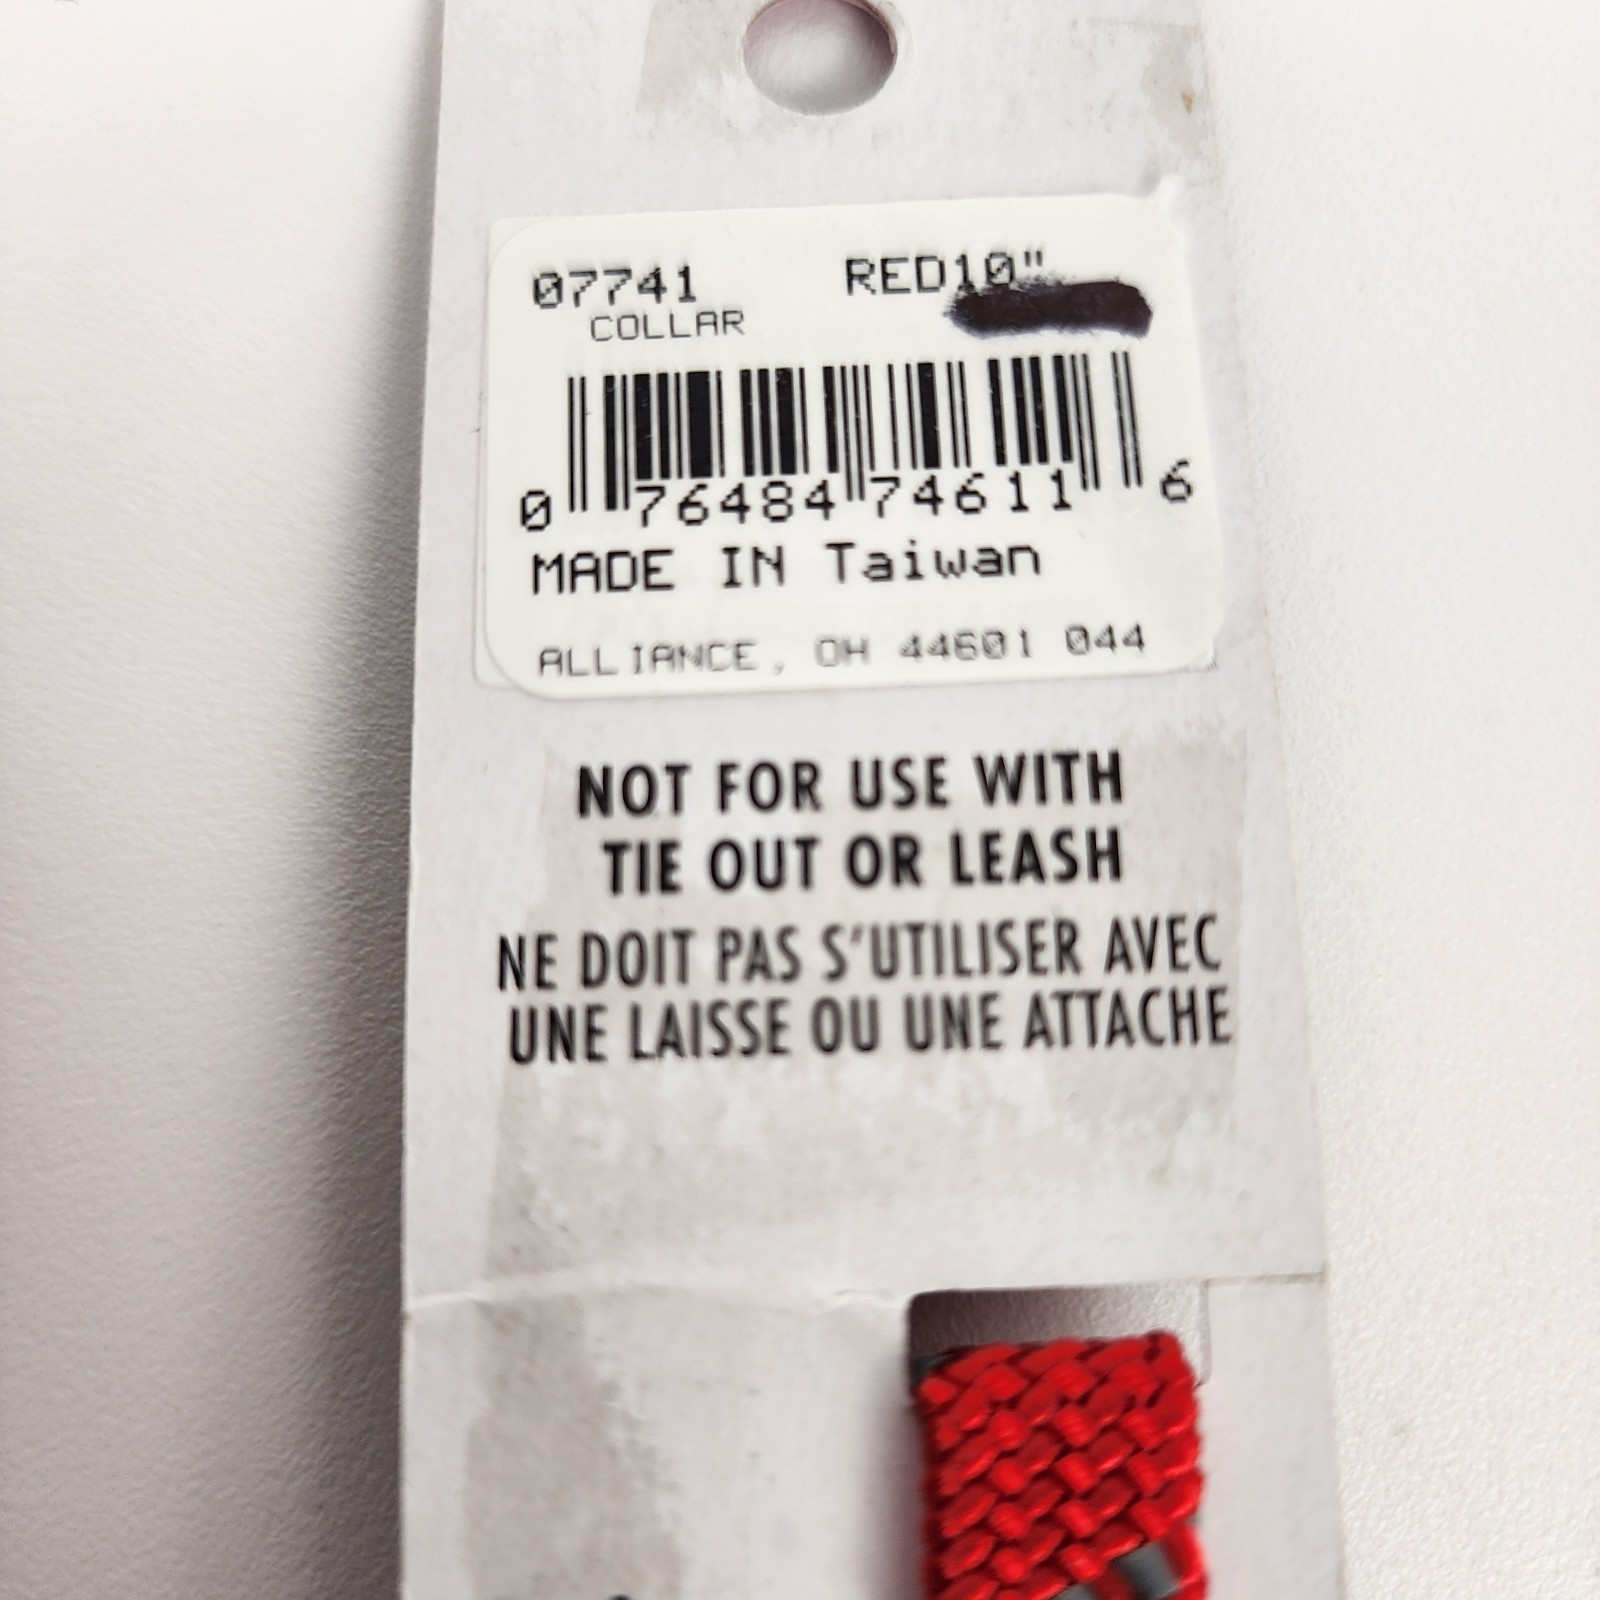 07741 RED10"
COLLAR
0 76484 74611 6
MADE IN Taiwan
ALLIANCE, OH 44601 044
NOT FOR USE WITH
TIE OUT OR LEASH
NE DOIT PAS S'UTILISER AVEC
UNE LAISSE OU UNE ATTACHE